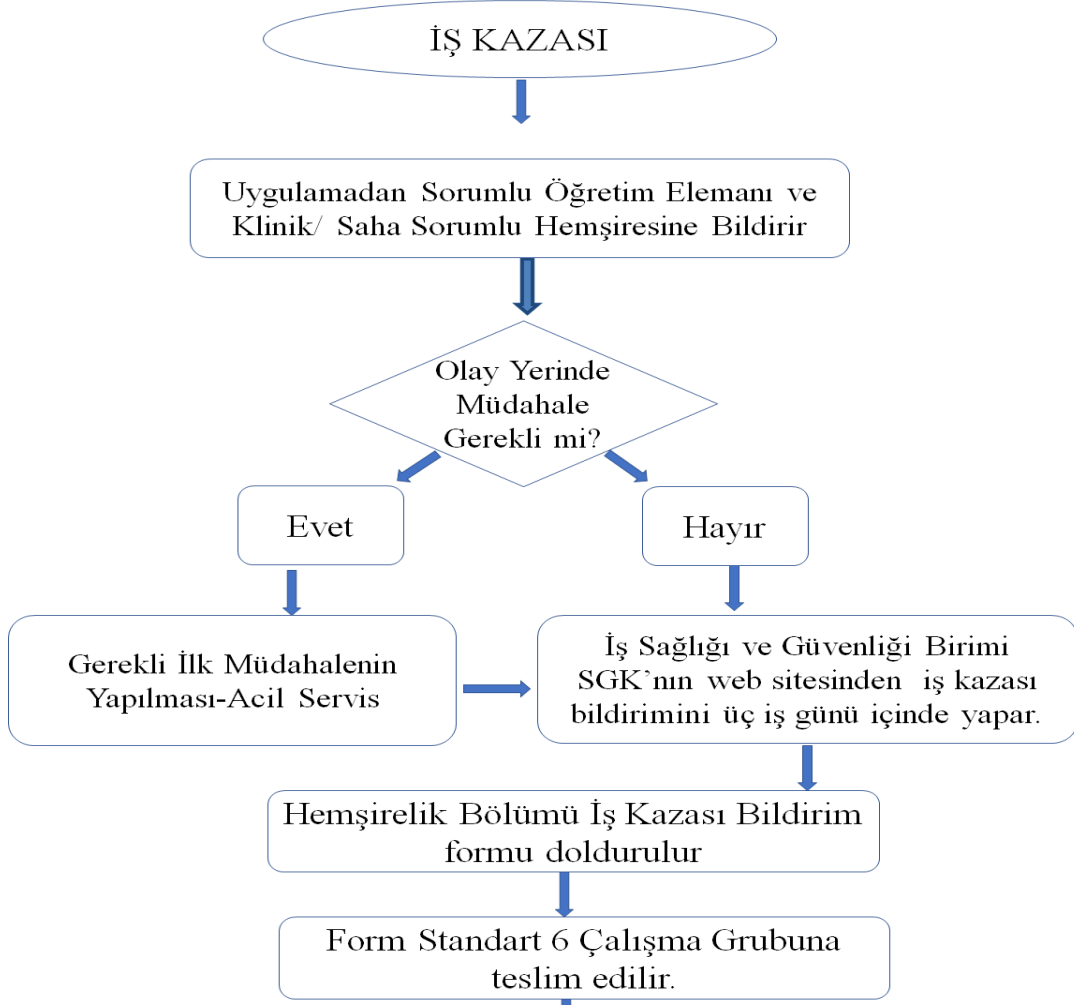 İŞ KAZASI
Uygulamadan Sorumlu Öğretim Elemanı ve
Klinik/ Saha Sorumlu Hemşiresine Bildirir
Olay Yerinde
Müdahale
Gerekli mi?
Evet
Hayır
Gerekli İlk Müdahalenin
Yapılması-Acil Servis
İş Sağlığı ve Güvenliği Birimi
SGK’nın web sitesinden iş kazası
bildirimini üç iş günü içinde yapar.
Hemşirelik Bölümü İş Kazası Bildirim
formu doldurulur
Form Standart 6 Çalışma Grubuna
teslim edilir.